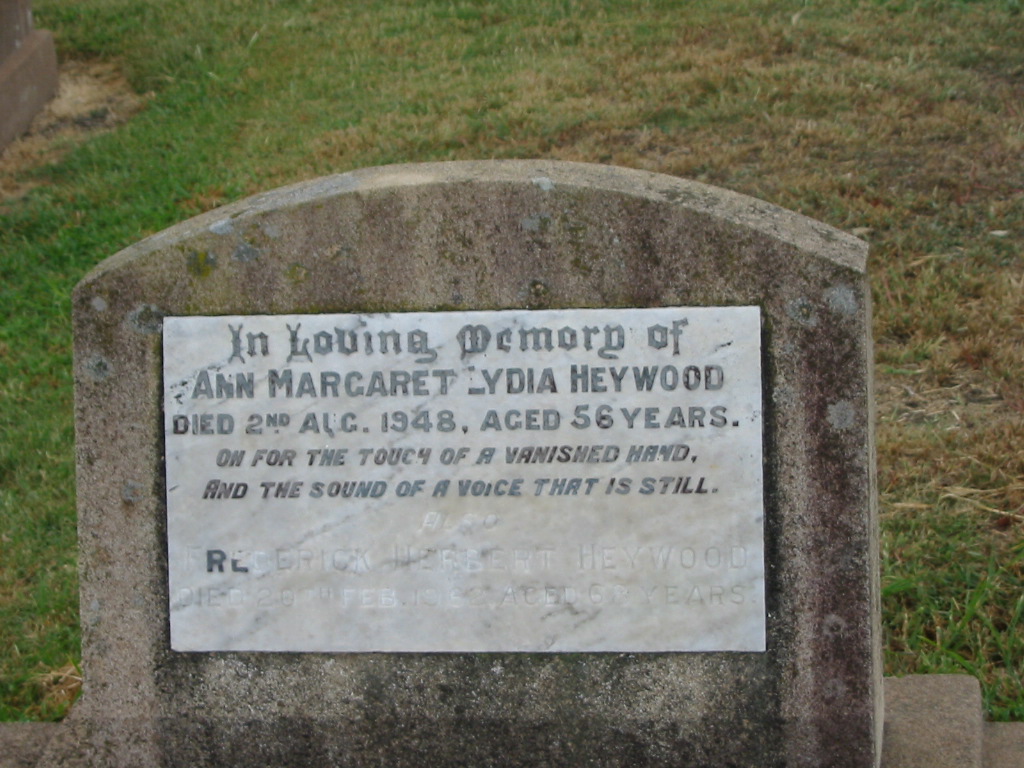 In Loving Memory of
ANN MARGARET LYDIA HEYWOOD
DIED 2ND AUG. 1948, AGED 56 YEARS.
OH FOR THE TOUCH OF A VANISHED HAND,
AND THE SOUND OF A VOICE THAT IS STILL.
ALSO
FREDERICK HERBERT HEYWOOD
DIED 20TH FEB. AGED YEARS.